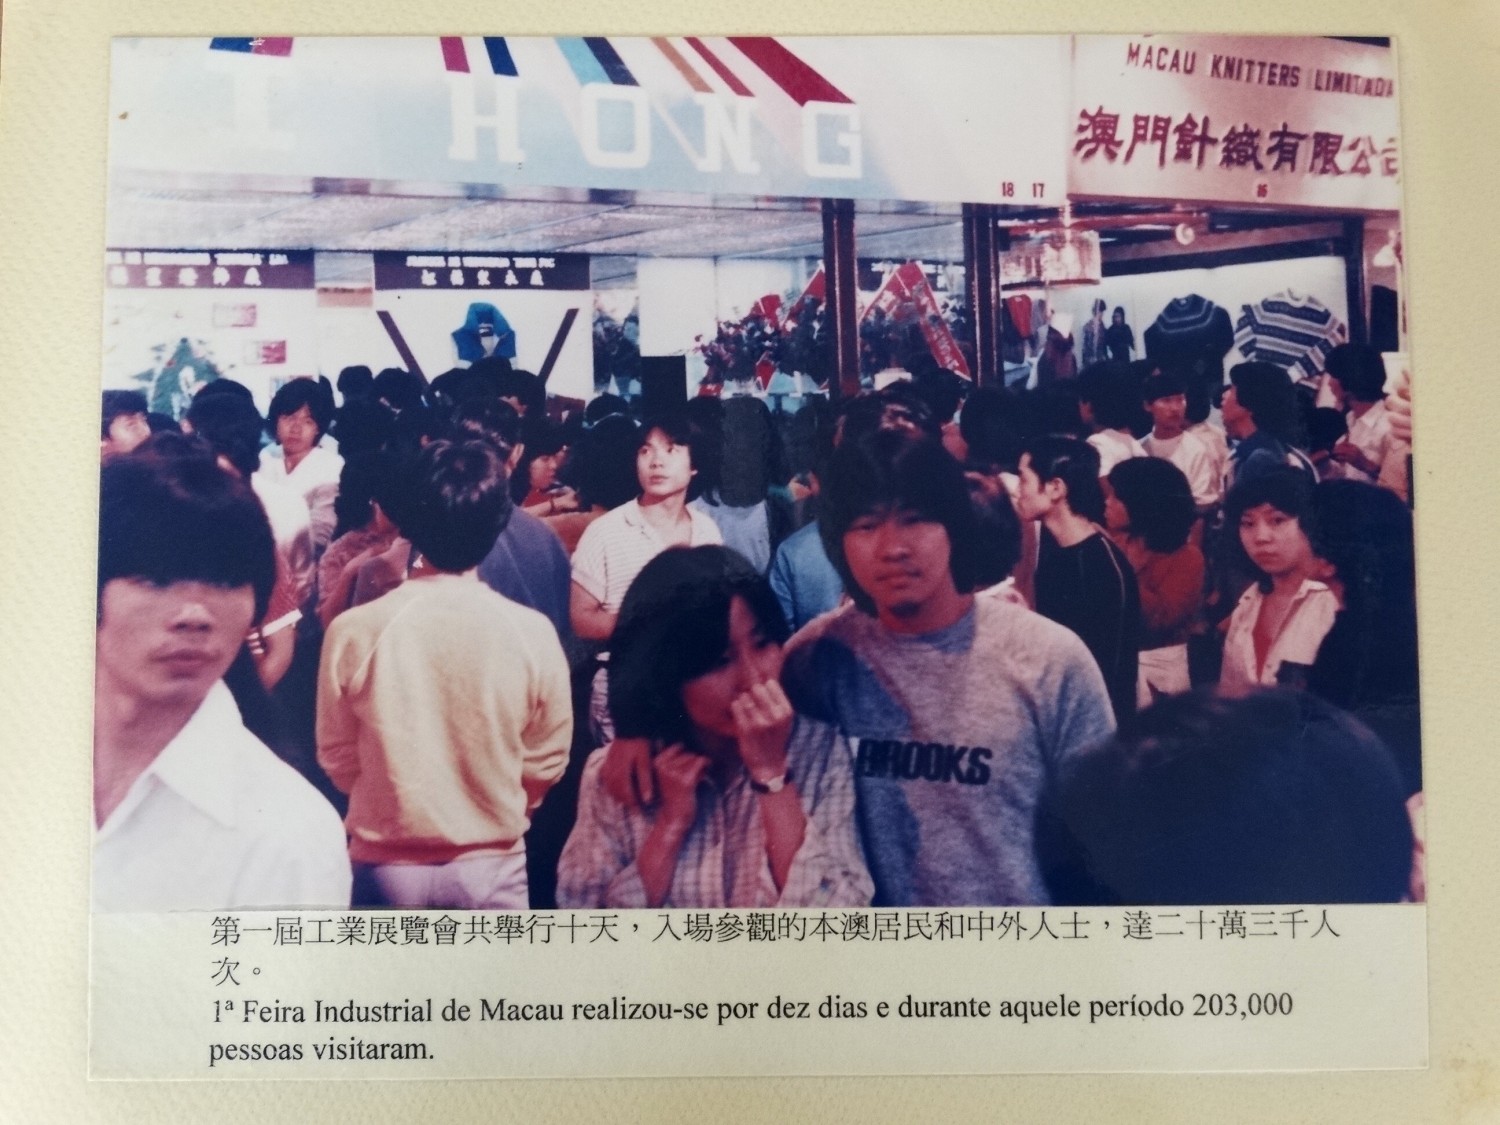 I HONG
MACAU KNITTERS LIMITADA
澳門針織有限公司
18 17
16
BROOKS
第一屆工業展覽會共舉行十天，入場參觀的本澳居民和中外人士，達二十萬三千人
次。
1ª Feira Industrial de Macau realizou-se por dez dias e durante aquele período 203,000
pessoas visitaram.